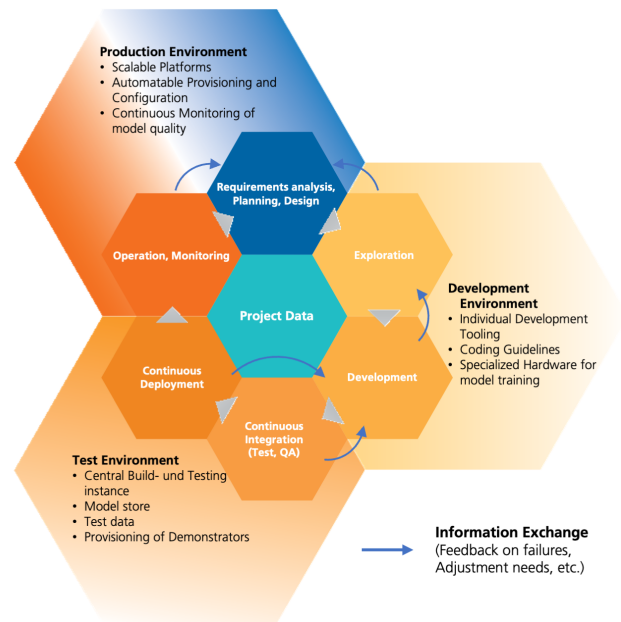 Production Environment
• Scalable Platforms
• Automatable Provisioning and
Configuration
• Continuous Monitoring of
model quality
Requirements analysis,
Planning, Design
Operation, Monitoring
Exploration
Project Data
Development
Environment
• Individual Development
Tooling
• Coding Guidelines
• Specialized Hardware for
model training
Continuous
Deployment
Development
Continuous
Integration
(Test, QA)
Test Environment
• Central Build- und Testing
instance
• Model store
• Test data
• Provisioning of Demonstrators
Information Exchange
(Feedback on failures,
Adjustment needs, etc.)